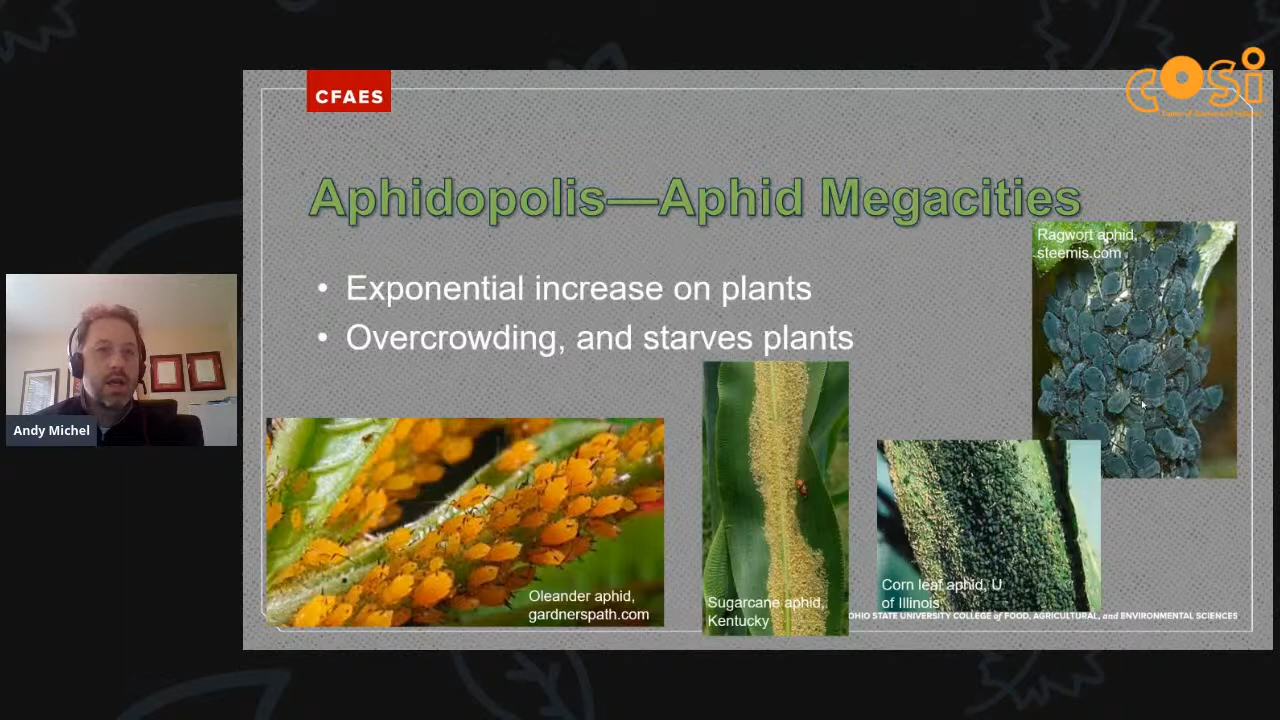 COSI
CFAES
Aphidopolis—Aphid Megacities
Ragwort aphid,
steemis.com
• Exponential increase on plants
• Overcrowding, and starves plants
Andy Michel
Oleander aphid,
gardnerspath.com
Sugarcane aphid,
Kentucky
Corn leaf aphid, U
of Illinois
OHIO STATE UNIVERSITY COLLEGE of FOOD, AGRICULTURAL, and ENVIRONMENTAL SCIENCES